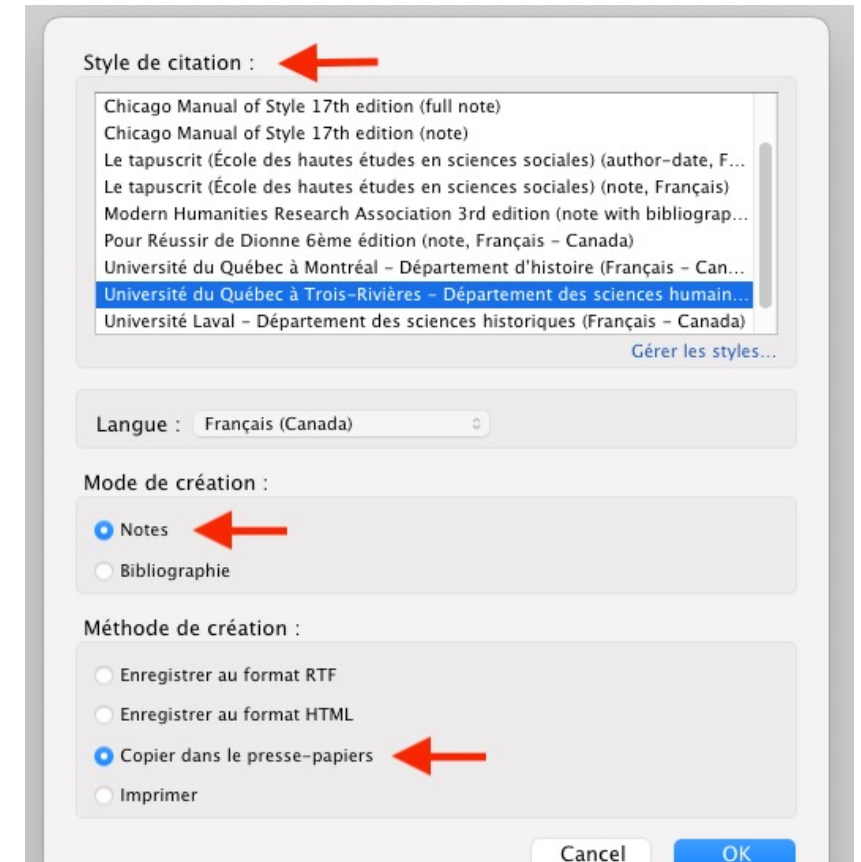 Style de citation :
Chicago Manual of Style 17th edition (full note)
Chicago Manual of Style 17th edition (note)
Le tapuscrit (École des hautes études en sciences sociales) (author-date, F...
Le tapuscrit (École des hautes études en sciences sociales) (note, Français)
Modern Humanities Research Association 3rd edition (note with bibliograp...
Pour Réussir de Dionne 6ème édition (note, Français - Canada)
Université du Québec à Montréal - Département d'histoire (Français - Can...
Université du Québec à Trois-Rivières - Département des sciences humain...
Université Laval - Département des sciences historiques (Français - Canada)
Gérer les styles...
Langue : Français (Canada)
Mode de création :
Notes
Bibliographie
Méthode de création :
Enregistrer au format RTF
Enregistrer au format HTML
Copier dans le presse-papiers
Imprimer
Cancel OK